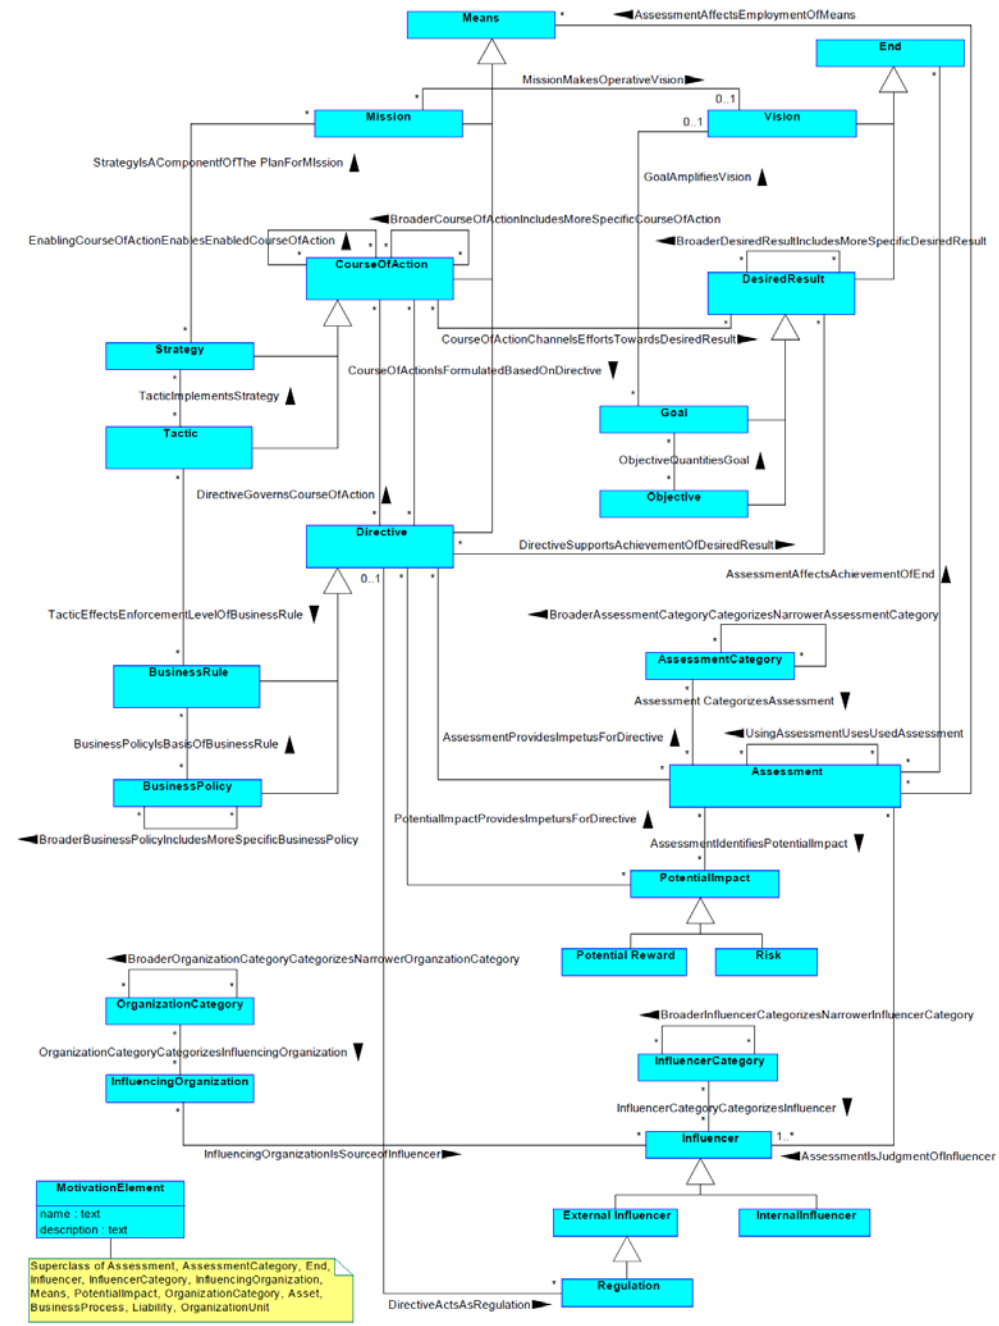 AssessmentAffectsEmploymentOfMeans
*
Means
End
*
MissionMakesOperativeVision
*
0..1
*
Mission
0..1
Vision
StrategyIsAComponentfOfThe PlanForMIssion
GoalAmplifiesVision
BroaderCourseOfActionIncludesMoreSpecificCourseOfAction
EnablingCourseOfActionEnablesEnabledCourseOfAction
*
*
BroaderDesiredResultIncludesMoreSpecificDesiredResult
*
*
*
*
CourseOfAction
DesiredResult
*
*
*
*
*
*
CourseOfActionChannelsEffortsTowardsDesiredResult
Strategy
CourseOfActionIsFormulatedBasedOnDirective
*
*
TacticImplementsStrategy
*
Goal
Tactic
*
ObjectiveQuantitiesGoal
*
*
DirectiveGovernsCourseOfAction
Objective
*
*
Directive
*
DirectiveSupportsAchievementOfDesiredResult
0..1
*
*
AssessmentAffectsAchievementOfEnd
TacticEffectsEnforcementLevelOfBusinessRule
BroaderAssessmentCategoryCategorizesNarrowerAssessmentCategory
*
*
AssessmentCategory
*
BusinessRule
*
Assessment CategorizesAssessment
*
BusinessPolicyIsBasisOfBusinessRule
AssessmentProvidesImpetusForDirective
UsingAssessmentUsesUsedAssessment
*
*
*
*
*
*
Assessment
*
BusinessPolicy
*
*
PotentialImpactProvidesImpetursForDirective
*
*
BroaderBusinessPolicyIncludesMoreSpecificBusinessPolicy
AssessmentIdentifiesPotentialImpact
*
*
PotentialImpact
Potential Reward
Risk
BroaderOrganizationCategoryCategorizesNarrowerOrganzationCategory
*
*
OrganizationCategory
BroaderInfluencerCategorizesNarrowerInfluencerCategory
*
*
*
OrganizationCategoryCategorizesInfluencingOrganization
*
InfluencerCategory
InfluencingOrganization
*
*
InfluencerCategoryCategorizesInfluencer
*
*
Influencer
1..*
InfluencingOrganizationIsSourceofInfluencer
AssessmentIsJudgmentOfInfluencer
MotivationElement
name : text
description : text
External Influencer
InternalInfluencer
Superclass of Assessment, AssessmentCategory, End,
Influencer, InfluencerCategory, InfluencingOrganization,
Means, PotentialImpact, OrganizationCategory, Asset,
BusinessProcess, Liability, OrganizationUnit
*
Regulation
DirectiveActsAsRegulation